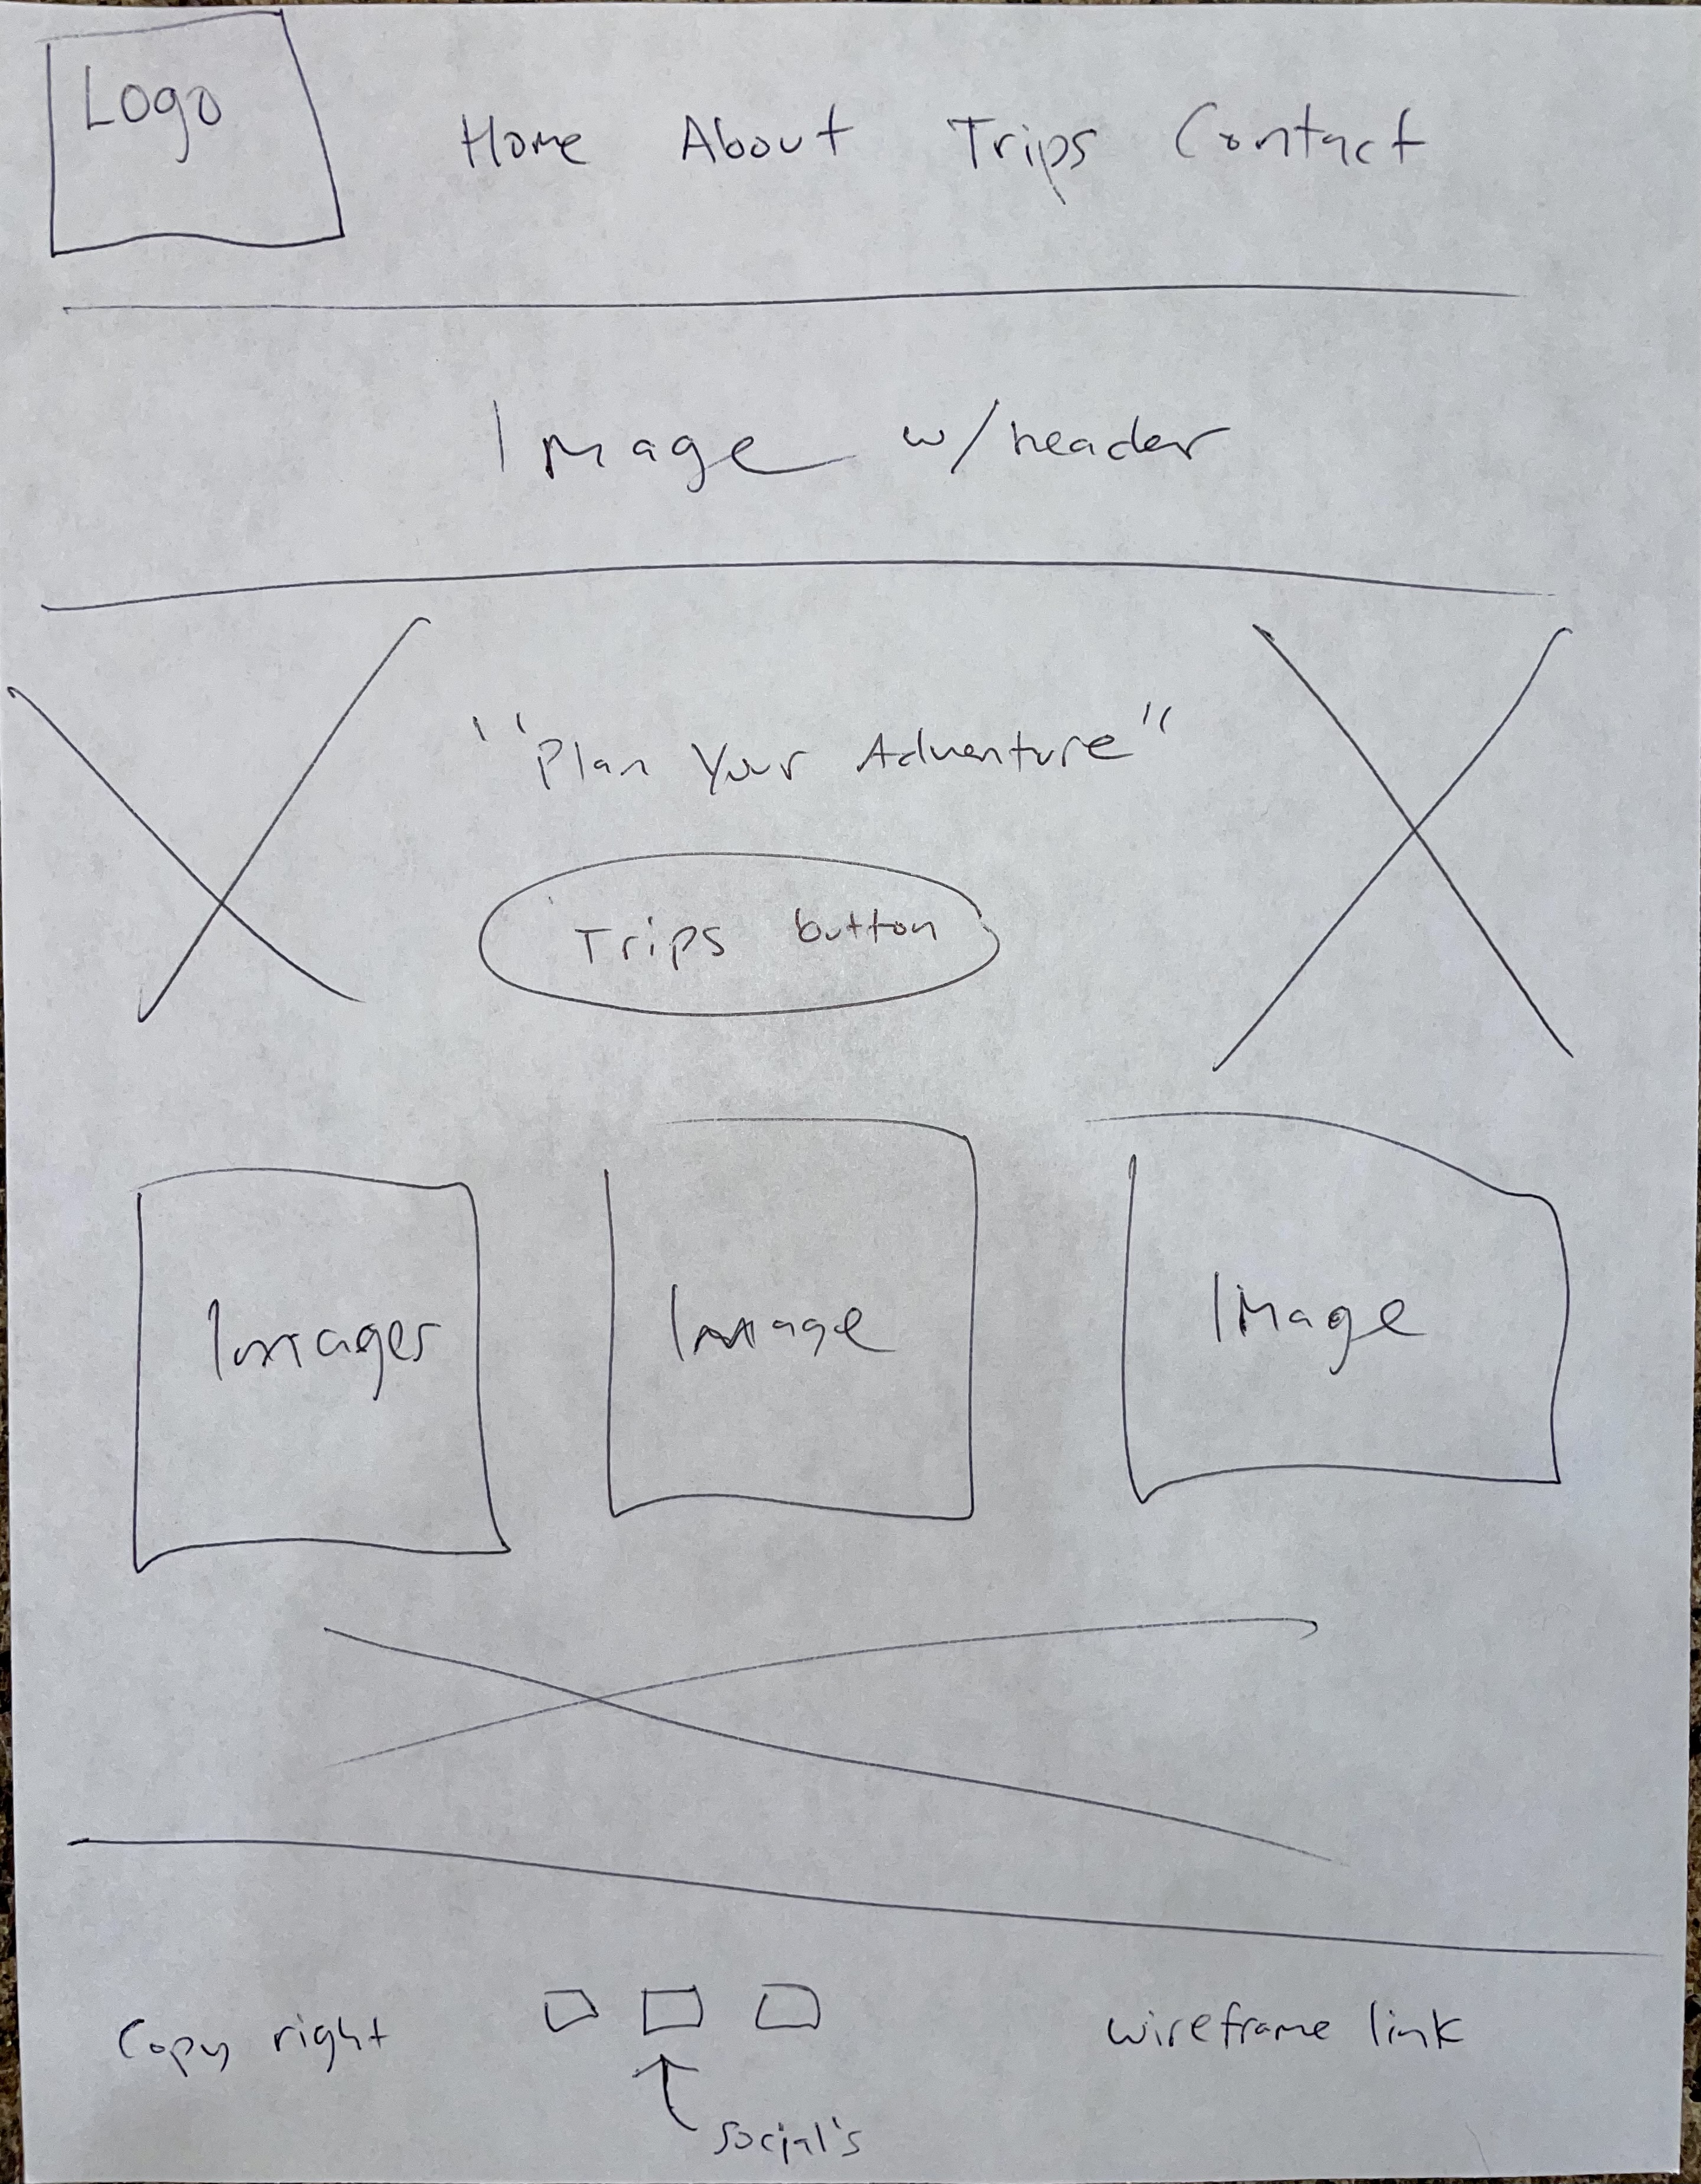 Logo
Home About Trips Contact
Image w/header
"Plan Your Adventure"
Trips button
Images Image Image
Copy right wireframe link
social's